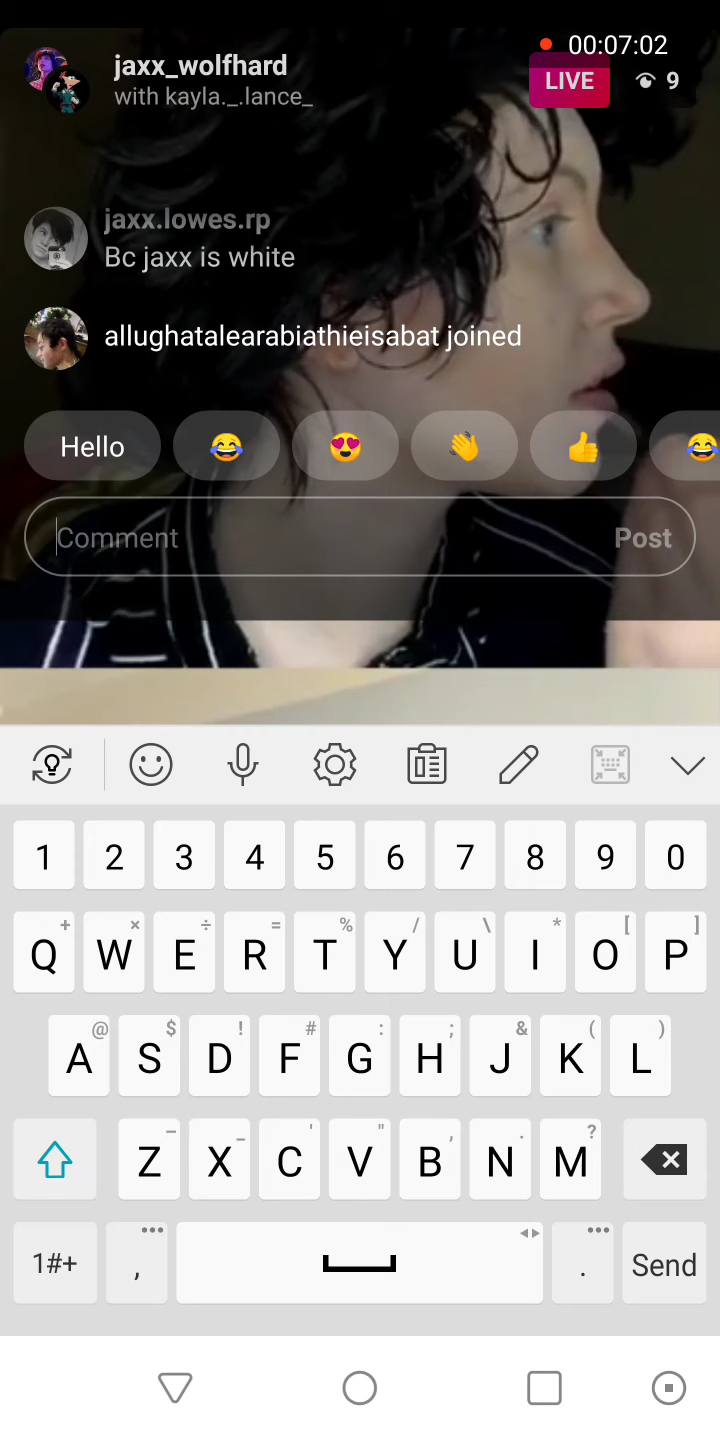 00:07:02
jaxx_wolfhard
with kayla._.lance_
LIVE
9
jaxx.lowes.rp
Bc jaxx is white
allughatalearabiathieisabat joined
Hello
Comment
Post
1 2 3 4 5 6 7 8 9 0
+ × ÷ = % / \ * [ ]
Q W E R T Y U I O P
@ $ ! # : ; & ( )
A S D F G H J K L
– _ ' " , . ?
Z X C V B N M
1#+ , . Send